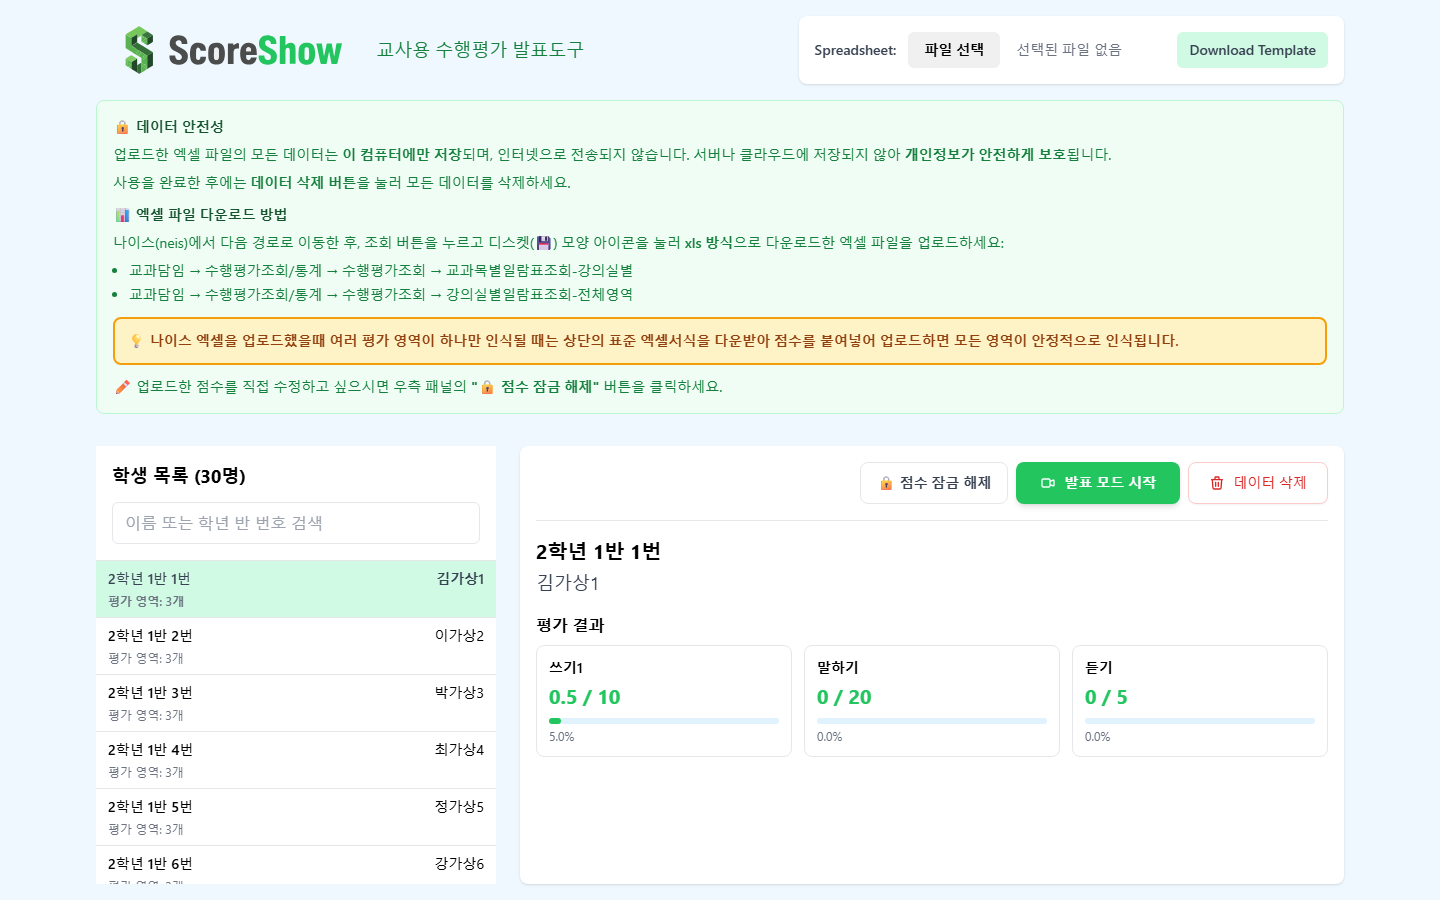 ScoreShow
교사용 수행평가 발표도구
Spreadsheet: 파일 선택 선택된 파일 없음 Download Template
🔒 데이터 안전성
업로드한 엑셀 파일의 모든 데이터는 이 컴퓨터에만 저장되며, 인터넷으로 전송되지 않습니다. 서버나 클라우드에 저장되지 않아 개인정보가 안전하게 보호됩니다.
사용을 완료한 후에는 데이터 삭제 버튼을 눌러 모든 데이터를 삭제하세요.
📊 엑셀 파일 다운로드 방법
나이스(neis)에서 다음 경로로 이동한 후, 조회 버튼을 누르고 디스켓(💾) 모양 아이콘을 눌러 xls 방식으로 다운로드한 엑셀 파일을 업로드하세요:
• 교과담임 → 수행평가조회/통계 → 수행평가조회 → 교과목별일람표조회-강의실별
• 교과담임 → 수행평가조회/통계 → 수행평가조회 → 강의실별일람표조회-전체영역
💡 나이스 엑셀을 업로드했을때 여러 평가 영역이 하나만 인식될 때는 상단의 표준 엑셀서식을 다운받아 점수를 붙여넣어 업로드하면 모든 영역이 안정적으로 인식됩니다.
✏️ 업로드한 점수를 직접 수정하고 싶으시면 우측 패널의 "🔒 점수 잠금 해제" 버튼을 클릭하세요.
학생 목록 (30명)
이름 또는 학년 반 번호 검색
2학년 1반 1번 김가상1
평가 영역: 3개
2학년 1반 2번 이가상2
평가 영역: 3개
2학년 1반 3번 박가상3
평가 영역: 3개
2학년 1반 4번 최가상4
평가 영역: 3개
2학년 1반 5번 정가상5
평가 영역: 3개
2학년 1반 6번 강가상6
🔒 점수 잠금 해제 발표 모드 시작 데이터 삭제
2학년 1반 1번
김가상1
평가 결과
쓰기1
0.5 / 10
5.0%
말하기
0 / 20
0.0%
듣기
0 / 5
0.0%